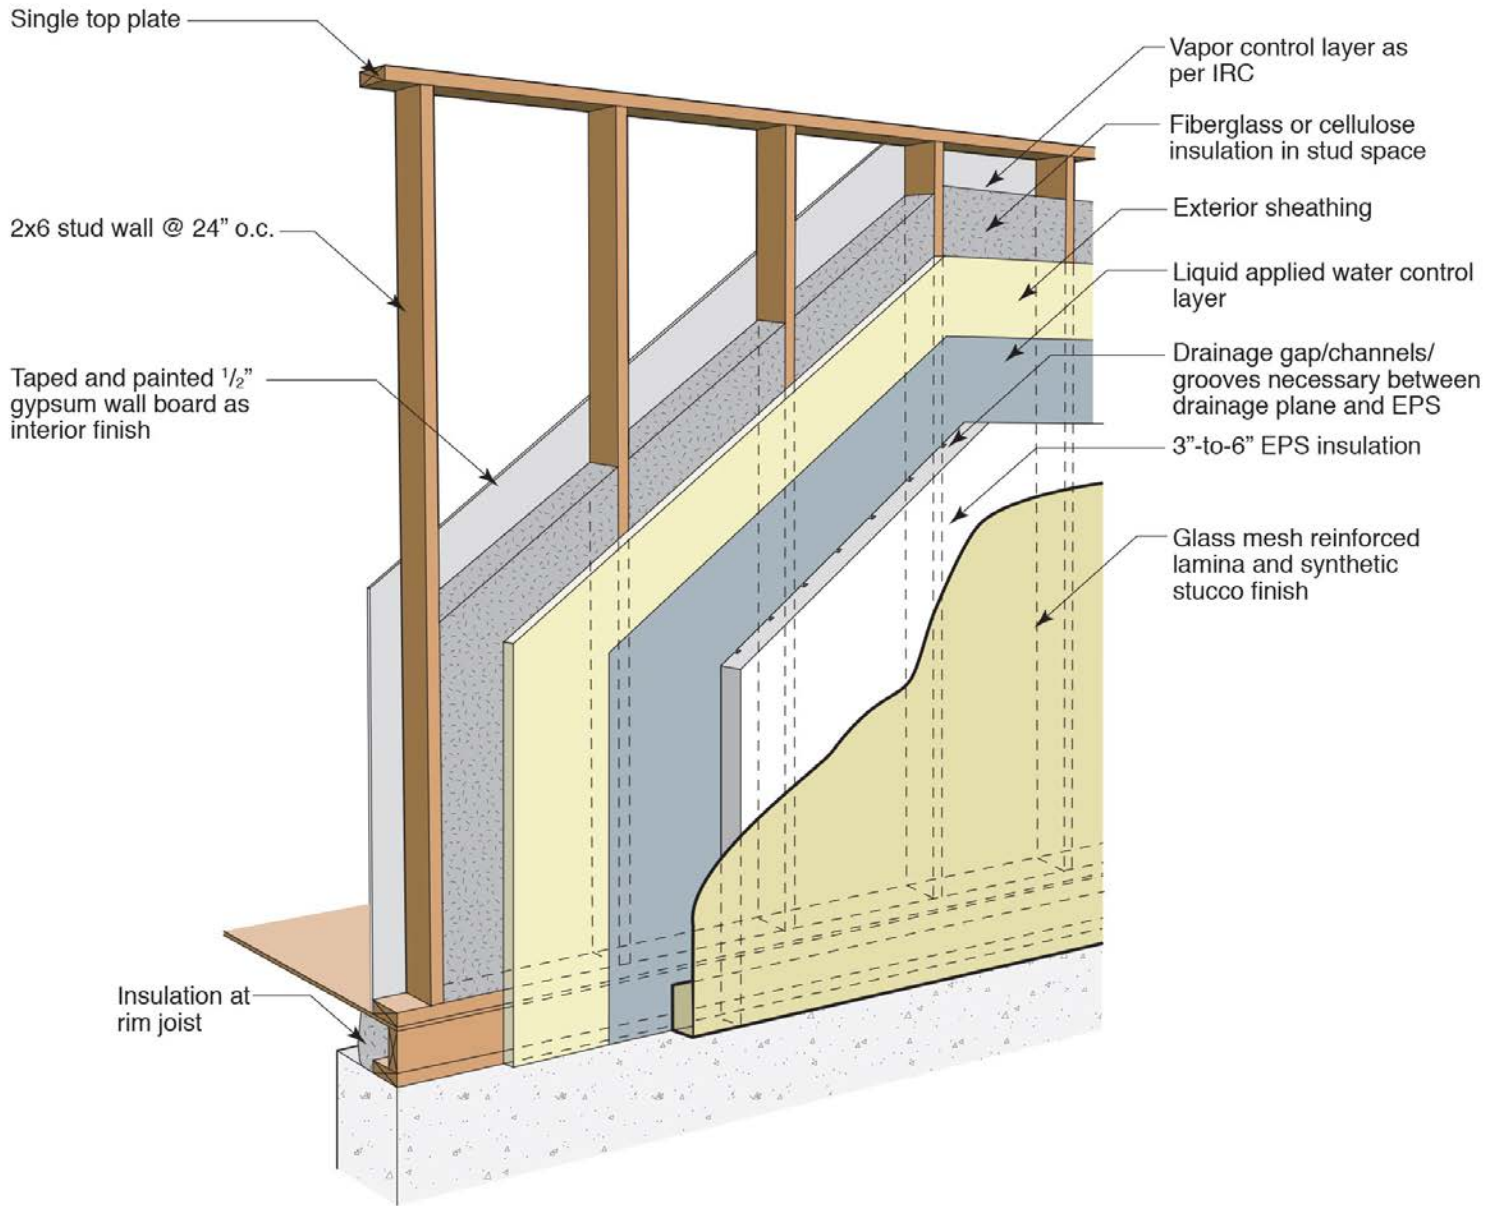 Single top plate
2x6 stud wall @ 24” o.c.
Taped and painted ¹/₂”
gypsum wall board as
interior finish
Insulation at
rim joist
Vapor control layer as
per IRC
Fiberglass or cellulose
insulation in stud space
Exterior sheathing
Liquid applied water control
layer
Drainage gap/channels/
grooves necessary between
drainage plane and EPS
3”-to-6” EPS insulation
Glass mesh reinforced
lamina and synthetic
stucco finish